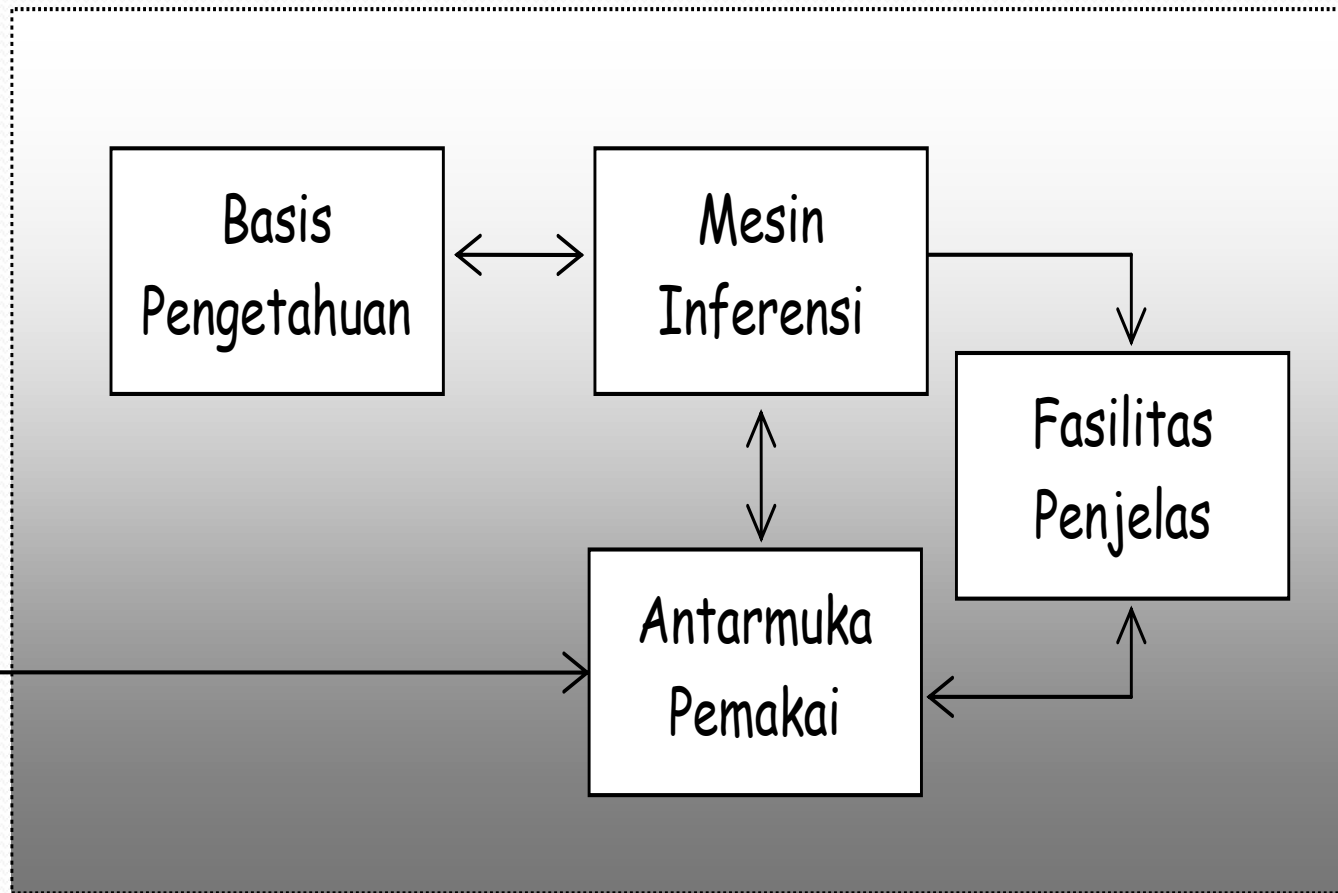 Basis
Pengetahuan
Mesin
Inferensi
Fasilitas
Penjelas
Antarmuka
Pemakai